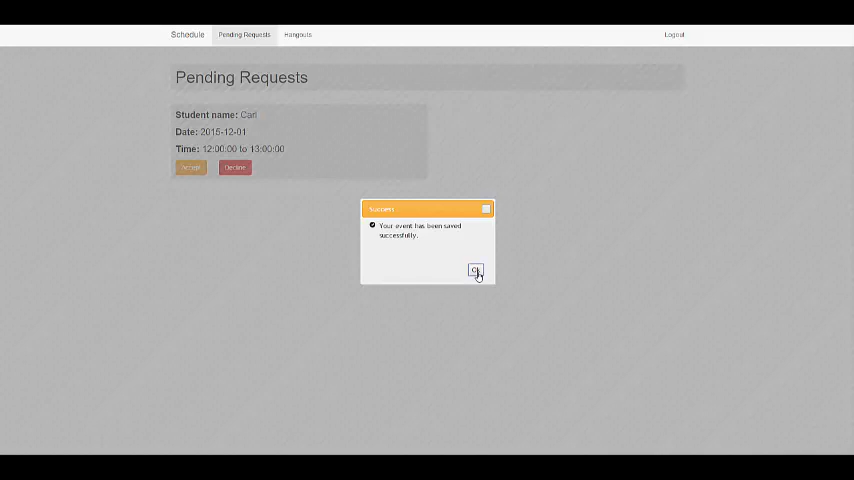 Schedule Pending Requests Hangouts Logout
Pending Requests
Student name: Carl
Date: 2015-12-01
Time: 12:00:00 to 13:00:00
Accept Decline
Success
Your event has been saved
successfully.